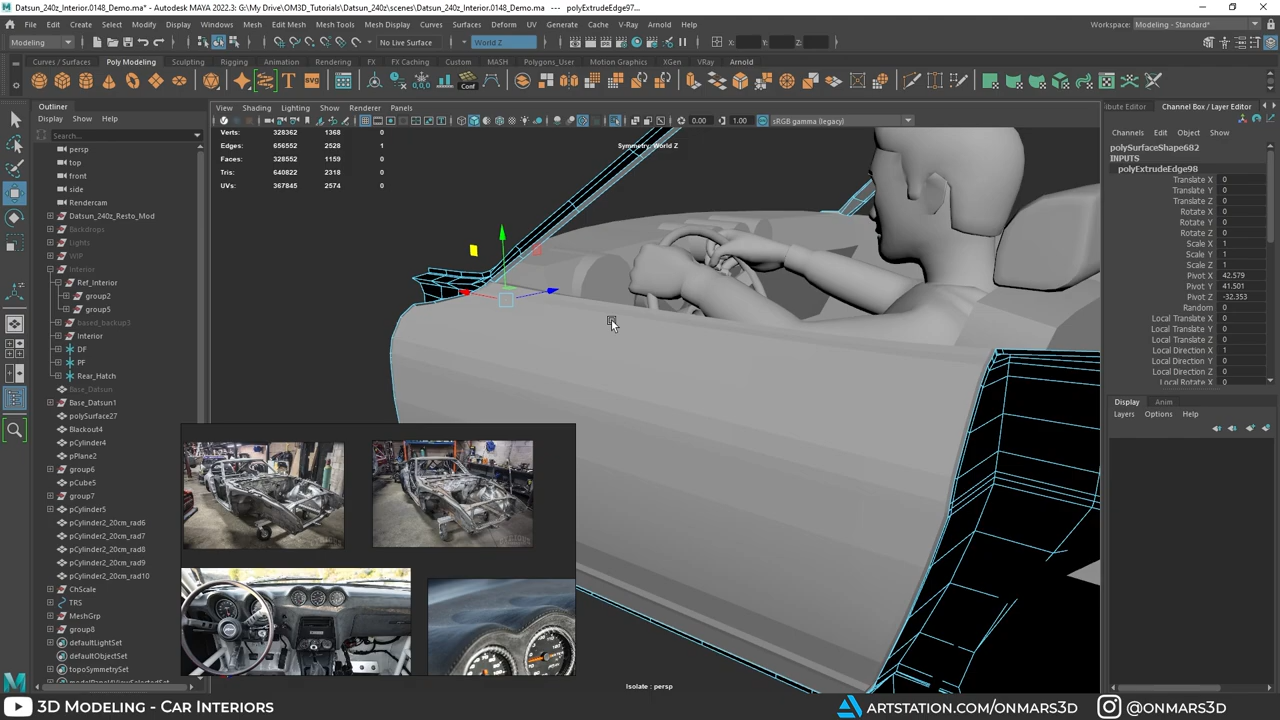 Datsun_240z_Interior.0148_Demo.ma* - Autodesk MAYA 2022.3: G:\My Drive\OM3D_Tutorials\Datsun_240z\scenes\Datsun_240z_Interior.0148_Demo.ma --- polyExtrudeEdge97...
File Edit Create Select Modify Display Windows Mesh Edit Mesh Mesh Tools Mesh Display Curves Surfaces Deform UV Generate Cache V-Ray Arnold Help
Workspace: Modeling - Standard*
Modeling
No Live Surface
World Z
X:
Y:
Z:
Curves / Surfaces Poly Modeling Sculpting Rigging Animation Rendering FX FX Caching Custom MASH Polygons_User Motion Graphics XGen VRay Arnold
Conf
Outliner
Display Show Help
Search...
persp
top
front
side
Rendercam
Datsun_240z_Resto_Mod
Backdrops
Lights
WIP
Interior
Ref_Interior
group2
group5
based_backup3
Interior
DF
PF
Rear_Hatch
Base_Datsun
Base_Datsun1
polySurface27
Blackout4
pCylinder4
pPlane2
group6
pCube5
group7
pCylinder5
pCylinder2_20cm_rad6
pCylinder2_20cm_rad7
pCylinder2_20cm_rad8
pCylinder2_20cm_rad9
pCylinder2_20cm_rad10
ChScale
TRS
MeshGrp
group8
defaultLightSet
defaultObjectSet
topoSymmetrySet
View Shading Lighting Show Renderer Panels
0.00
1.00
sRGB gamma (legacy)
Verts: 328362 1368 0
Edges: 656552 2528 1
Faces: 328552 1159 0
Tris: 640822 2318 0
UVs: 367845 2574 0
Symmetry: World Z
Isolate : persp
bute Editor
Channel Box / Layer Editor
Channels Edit Object Show
polySurfaceShape682
INPUTS
polyExtrudeEdge98
Translate X 0
Translate Y 0
Translate Z 0
Rotate X 0
Rotate Y 0
Rotate Z 0
Scale X 1
Scale Y 1
Scale Z 1
Pivot X 42.579
Pivot Y 41.501
Pivot Z -32.353
Random 0
Local Translate X 0
Local Translate Y 0
Local Translate Z 0
Local Direction X 1
Local Direction Y 0
Local Direction Z 0
Local Rotate X 0
Display Anim
Layers Options Help
3D Modeling - Car Interiors
ARTSTATION.COM/ONMARS3D
@ONMARS3D